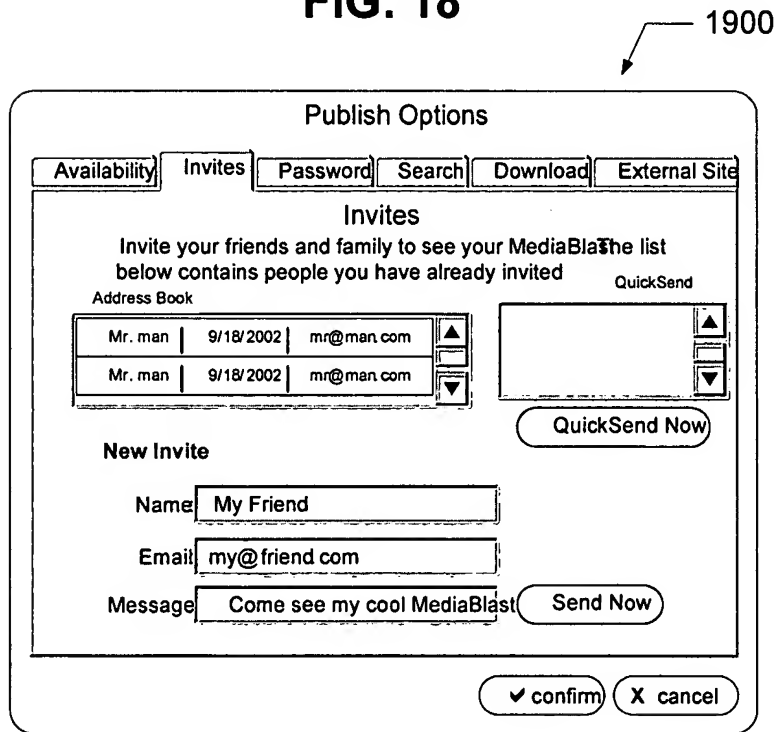 FIG. 18
1900
Publish Options
Availability Invites Password Search Download External Site
Invites
Invite your friends and family to see your MediaBlast The list
below contains people you have already invited
Address Book
QuickSend
Mr. man 9/18/2002 mr@man.com
Mr. man 9/18/2002 mr@man.com
QuickSend Now
New Invite
Name My Friend
Email my@friend.com
Message Come see my cool MediaBlast Send Now
✔ confirm X cancel